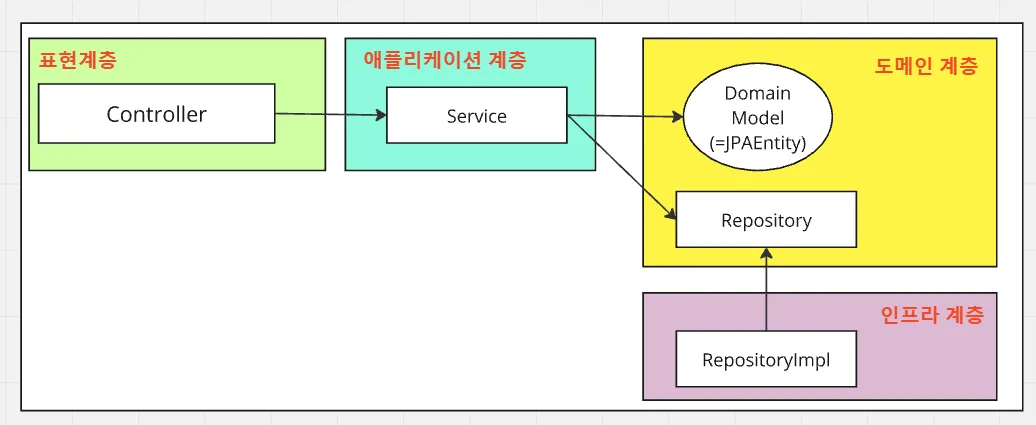 표현계층
Controller
애플리케이션 계층
Service
도메인 계층
Domain
Model
(=JPAEntity)
Repository
인프라 계층
RepositoryImpl